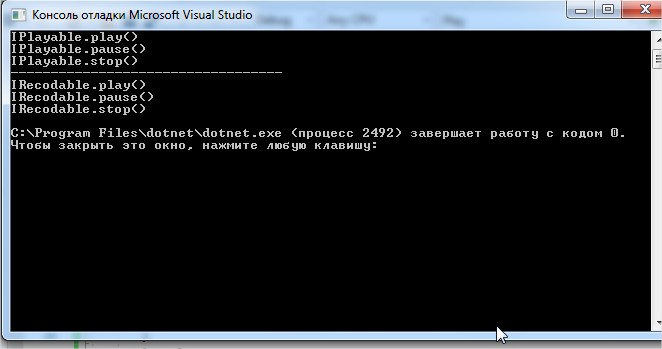 Консоль отладки Microsoft Visual Studio
IPlayable.play()
IPlayable.pause()
IPlayable.stop()
----------------------------------
IRecodable.play()
IRecodable.pause()
IRecodable.stop()
C:\Program Files\dotnet\dotnet.exe (процесс 2492) завершает работу с кодом 0.
Чтобы закрыть это окно, нажмите любую клавишу: